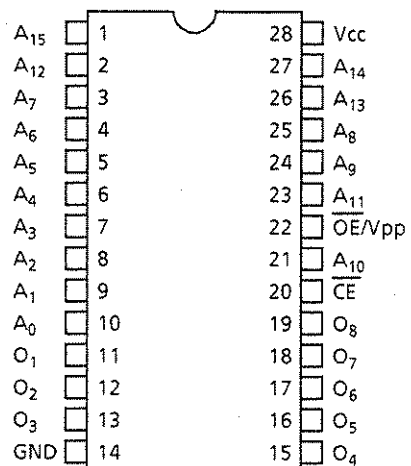 A15 1 28 Vcc
A12 2 27 A14
A7 3 26 A13
A6 4 25 A8
A5 5 24 A9
A4 6 23 A11
A3 7 22 OE/Vpp
A2 8 21 A10
A1 9 20 CE
A0 10 19 O8
O1 11 18 O7
O2 12 17 O6
O3 13 16 O5
GND 14 15 O4